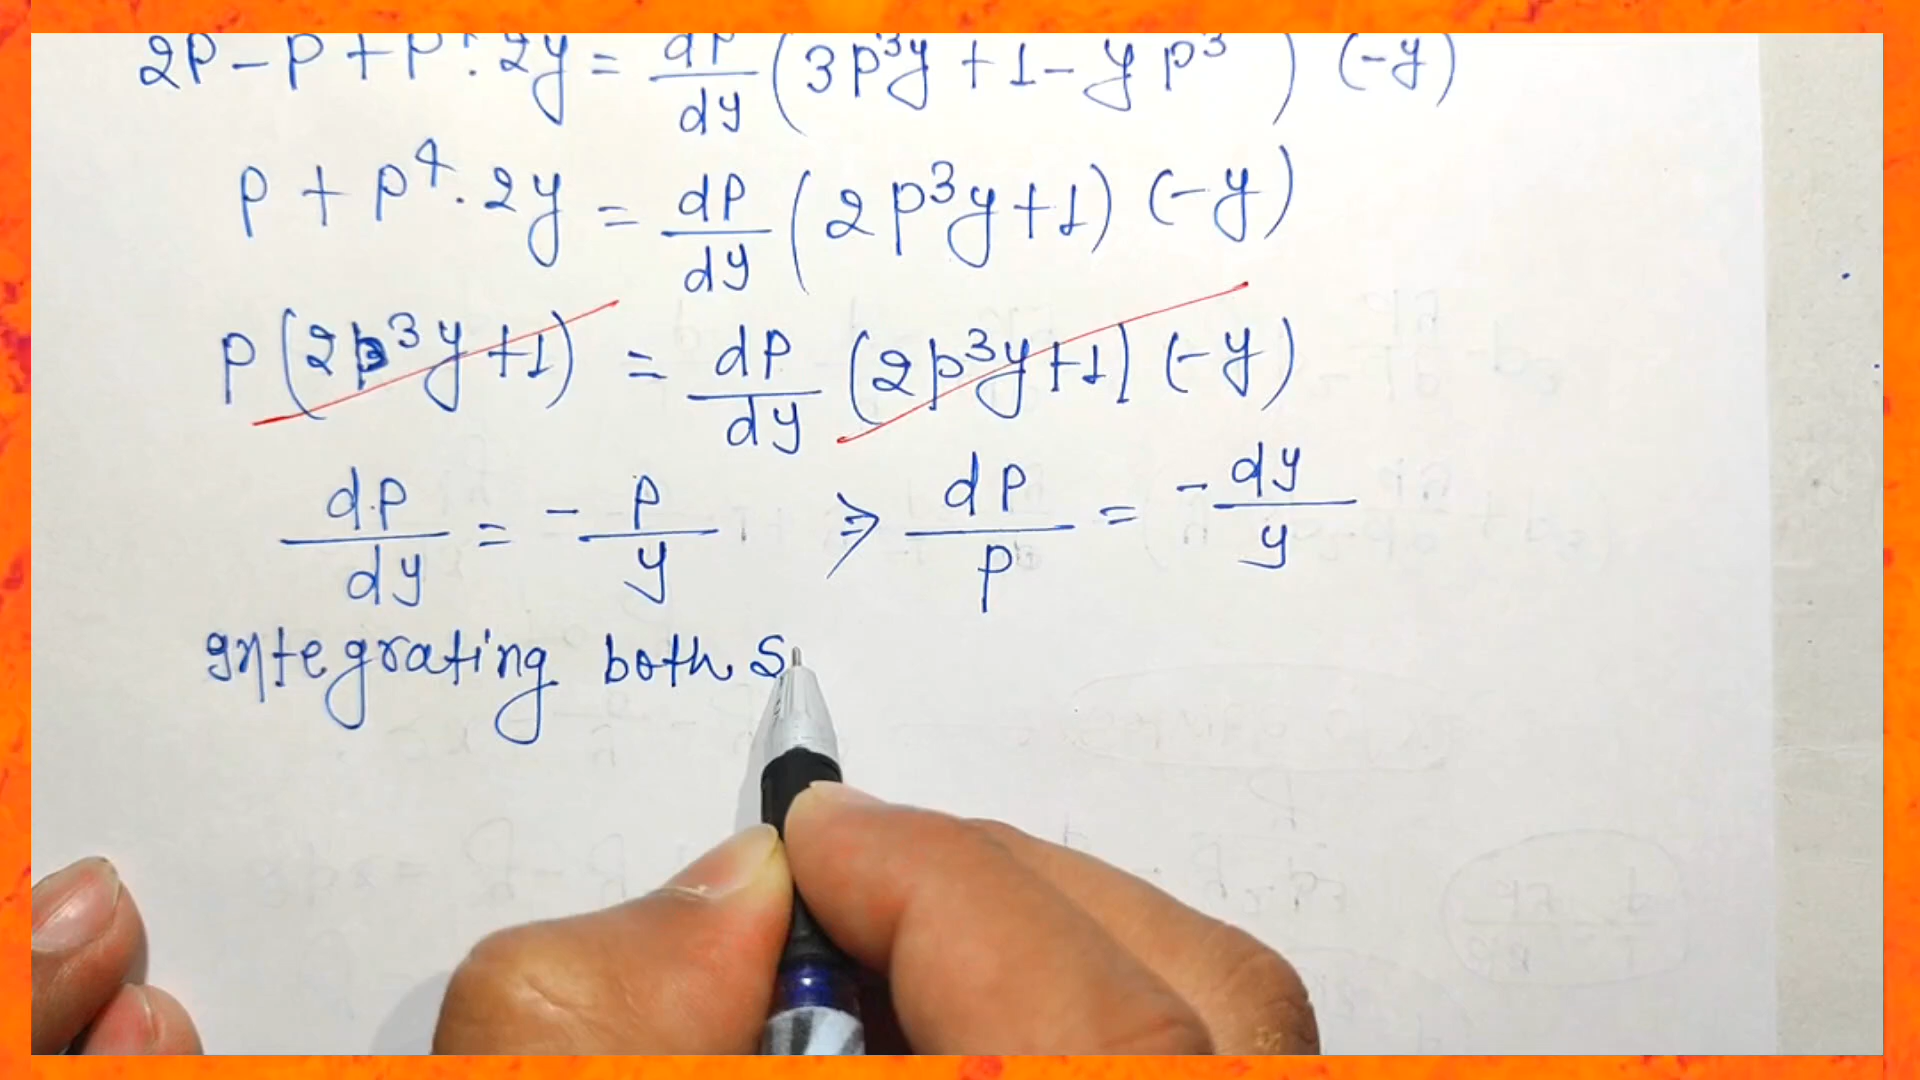 2p - p + p⁴ · 2y = dp/dy (3p³y + 1 - yp³) (-y)
p + p⁴ · 2y = dp/dy (2p³y + 1) (-y)
p(2p³y + 1) = dp/dy (2p³y + 1) (-y)
dp/dy = - p/y ⇒ dp/p = - dy/y
Integrating both s